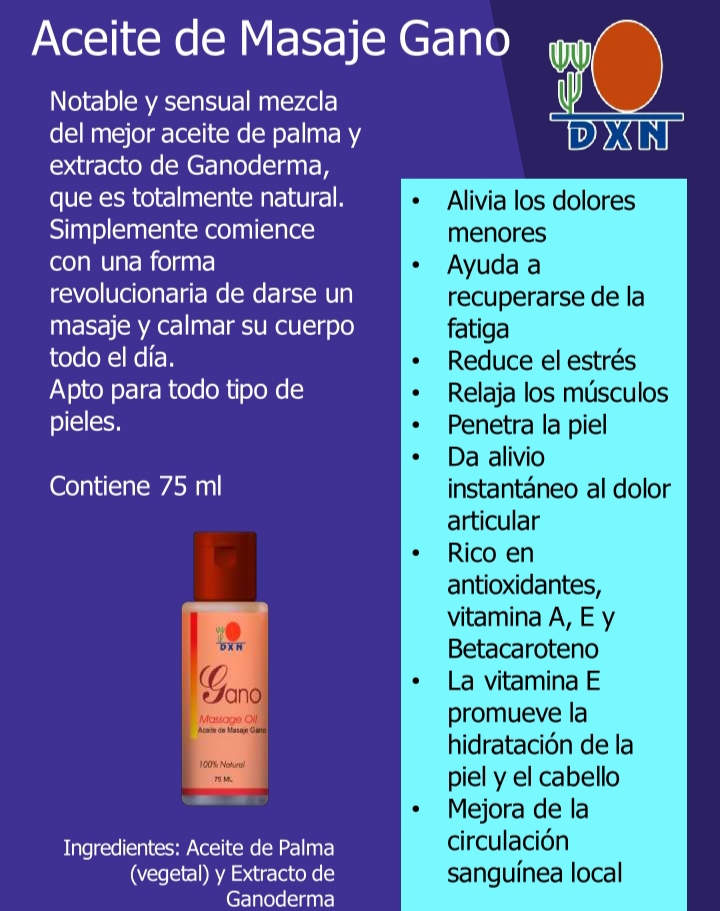 Aceite de Masaje Gano
DXN
Notable y sensual mezcla
del mejor aceite de palma y
extracto de Ganoderma,
que es totalmente natural.
Simplemente comience
con una forma
revolucionaria de darse un
masaje y calmar su cuerpo
todo el día.
Apto para todo tipo de
pieles.
Contiene 75 ml
DXN
Gano
Massage Oil
Aceite de Masaje Gano
100% Natural
75 ML
Ingredientes: Aceite de Palma
(vegetal) y Extracto de
Ganoderma
• Alivia los dolores
menores
• Ayuda a
recuperarse de la
fatiga
• Reduce el estrés
• Relaja los músculos
• Penetra la piel
• Da alivio
instantáneo al dolor
articular
• Rico en
antioxidantes,
vitamina A, E y
Betacaroteno
• La vitamina E
promueve la
hidratación de la
piel y el cabello
• Mejora de la
circulación
sanguínea local